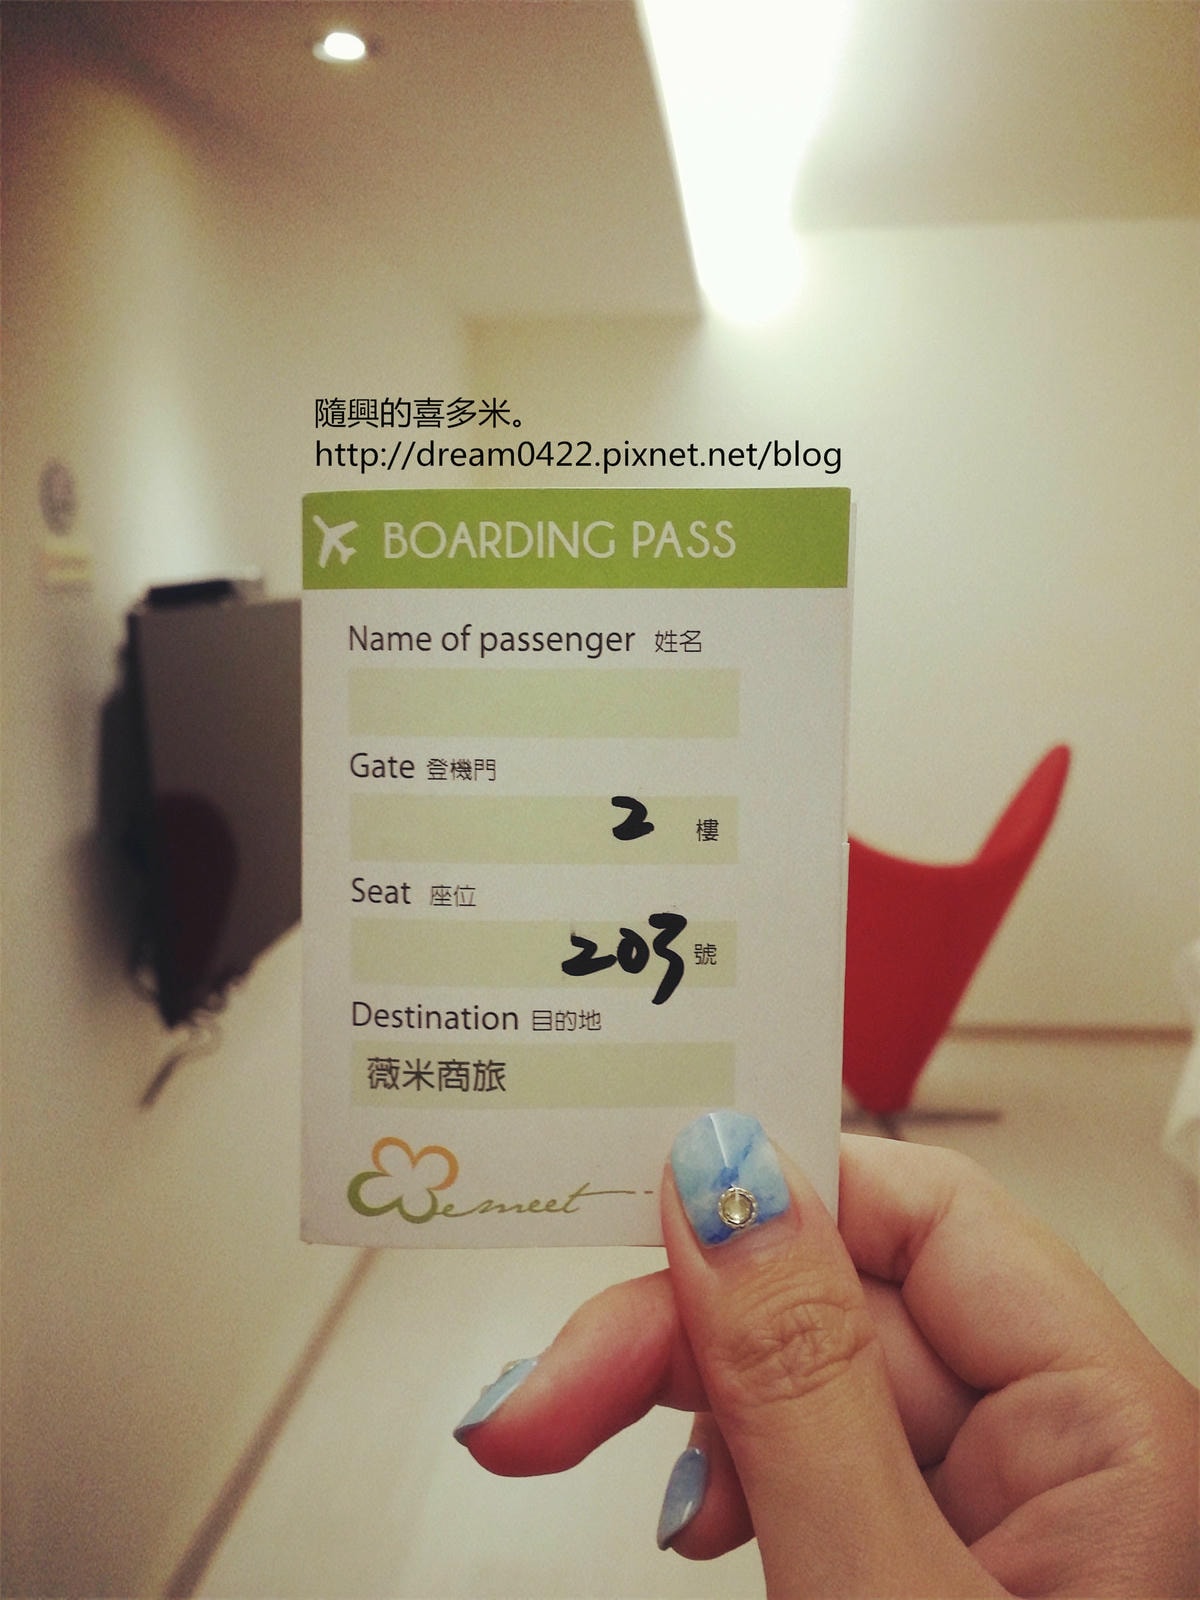 隨興的喜多米。
http://dream0422.pixnet.net/blog
BOARDING PASS
Name of passenger 姓名
Gate 登機門
2 樓
Seat 座位
203 號
Destination 目的地
薇米商旅
Wemeet